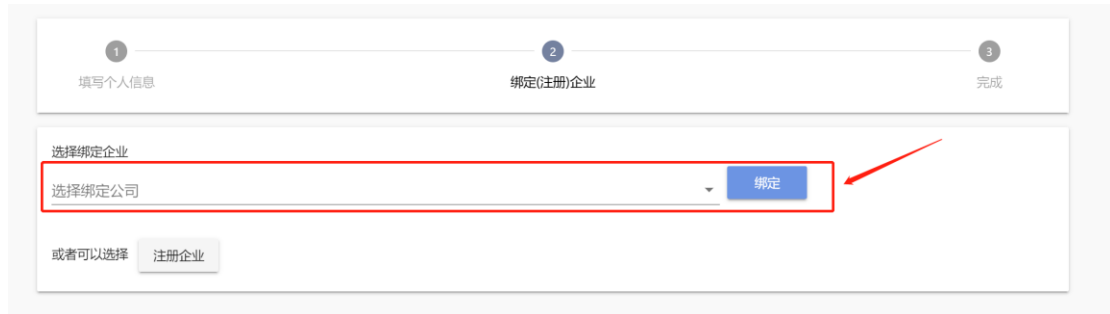 1 2 3
填写个人信息 绑定(注册)企业 完成
选择绑定企业
选择绑定公司 绑定
或者可以选择 注册企业